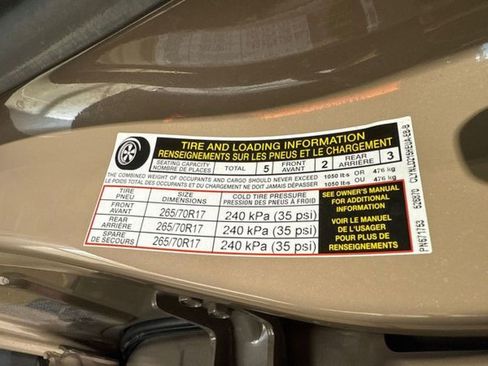 TIRE AND LOADING INFORMATION
RENSEIGNEMENTS SUR LES PNEUS ET LE CHARGEMENT
SEATING CAPACITY
NOMBRE DE PLACES
TOTAL 5
FRONT
AVANT 2
REAR
ARRIÈRE 3
THE COMBINED WEIGHT OF OCCUPANTS AND CARGO SHOULD NEVER EXCEED 1050 lbs OR 476 kg
LE POIDS TOTAL DES OCCUPANTS ET DU CHARGEMENT NE DOIT JAMAIS DÉPASSER 1050 lbs OU 476 kg
TIRE
PNEU
SIZE
DIMENSIONS
COLD TIRE PRESSURE
PRESSION DES PNEUS À FROID
FRONT
AVANT
265/70R17
240 kPa (35 psi)
REAR
ARRIÈRE
265/70R17
240 kPa (35 psi)
SPARE
DE SECOURS
265/70R17
240 kPa (35 psi)
SEE OWNER'S MANUAL
FOR ADDITIONAL
INFORMATION
VOIR LE MANUEL
DE L'USAGER
POUR PLUS DE
RENSEIGNEMENTS